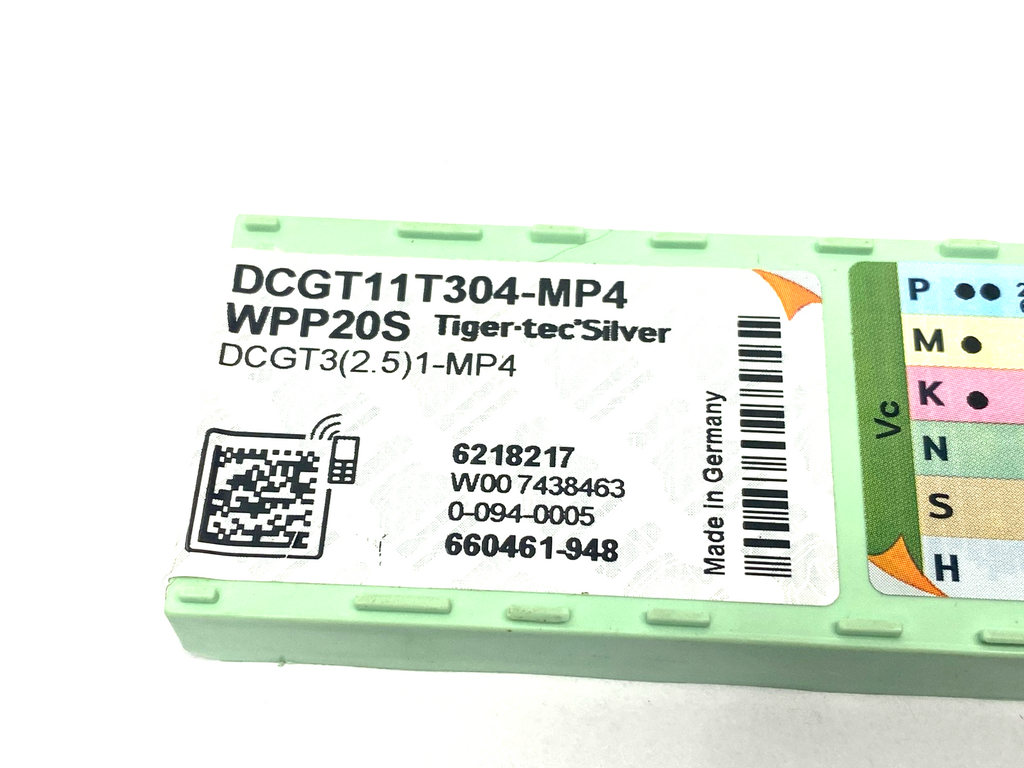 DCGT11T304-MP4
WPP20S Tiger·tec®Silver
DCGT3(2.5)1-MP4
6218217
W00 7438463
0-094-0005
660461-948
Made in Germany
Vc
P
M
K
N
S
H